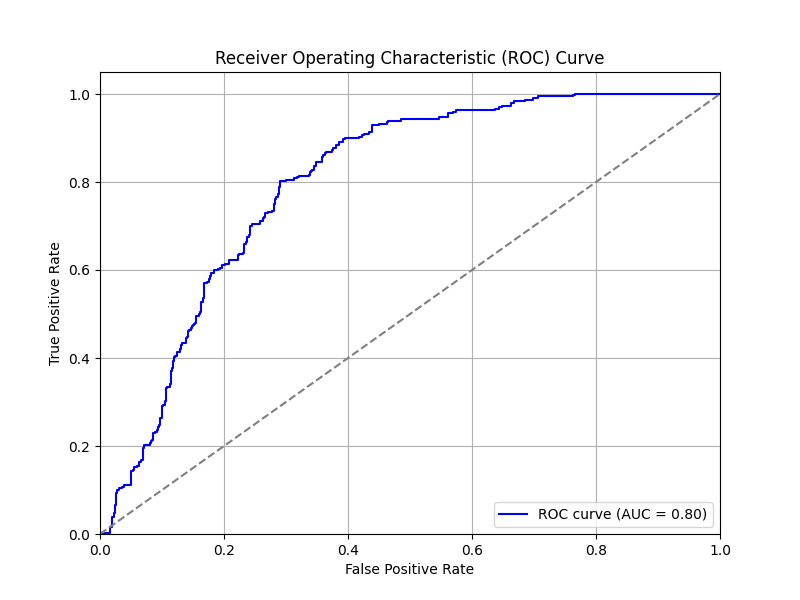 Receiver Operating Characteristic (ROC) Curve
1.0
0.8
0.6
0.4
0.2
0.0
True Positive Rate
ROC curve (AUC = 0.80)
0.0 0.2 0.4 0.6 0.8 1.0
False Positive Rate